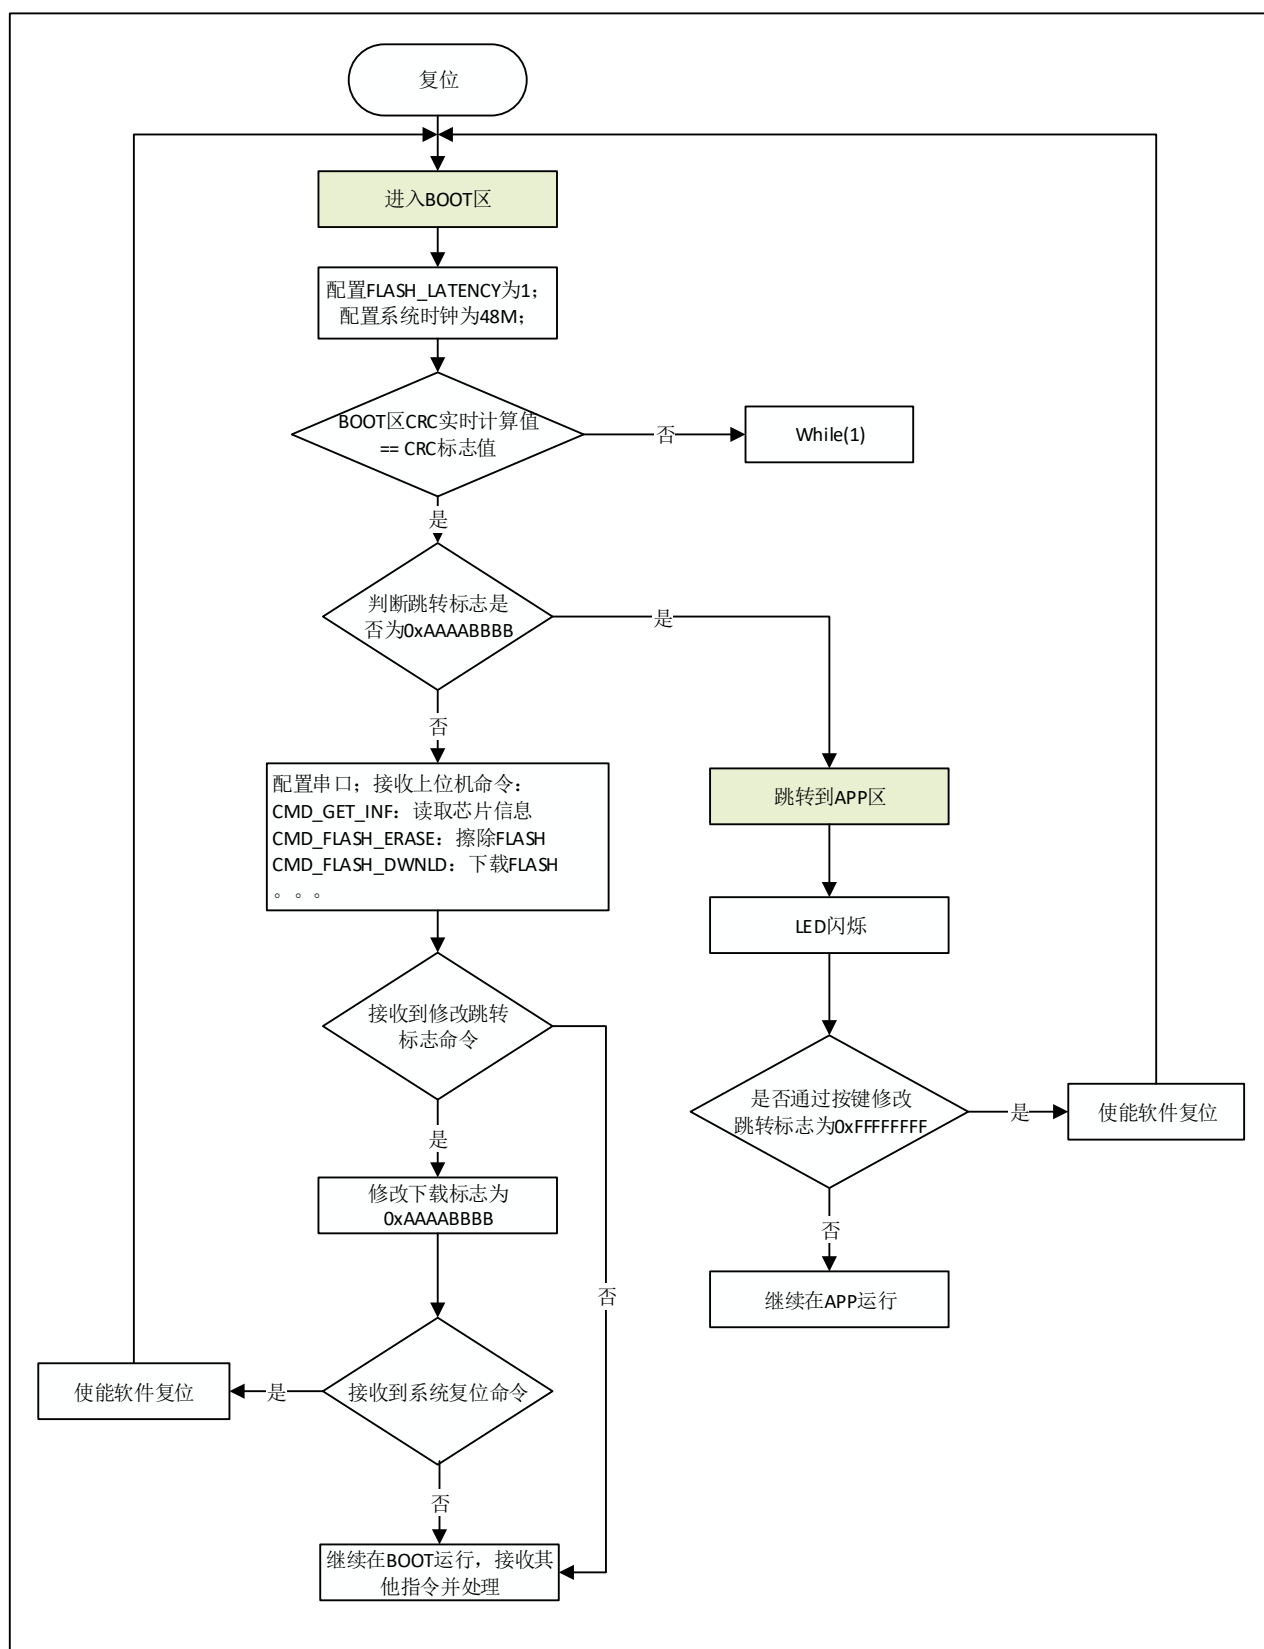 复位
进入BOOT区
配置FLASH_LATENCY为1；
配置系统时钟为48M；
BOOT区CRC实时计算值
== CRC标志值
否
While(1)
是
判断跳转标志是
否为0xAAAABBBB
是
否
配置串口；接收上位机命令：
CMD_GET_INF：读取芯片信息
CMD_FLASH_ERASE：擦除FLASH
CMD_FLASH_DWNLD：下载FLASH
。。。
跳转到APP区
LED闪烁
接收到修改跳转
标志命令
是否通过按键修改
跳转标志为0xFFFFFFFF
是
使能软件复位
是
修改下载标志为
0xAAAABBBB
否
继续在APP运行
否
使能软件复位
是
接收到系统复位命令
否
继续在BOOT运行，接收其
他指令并处理